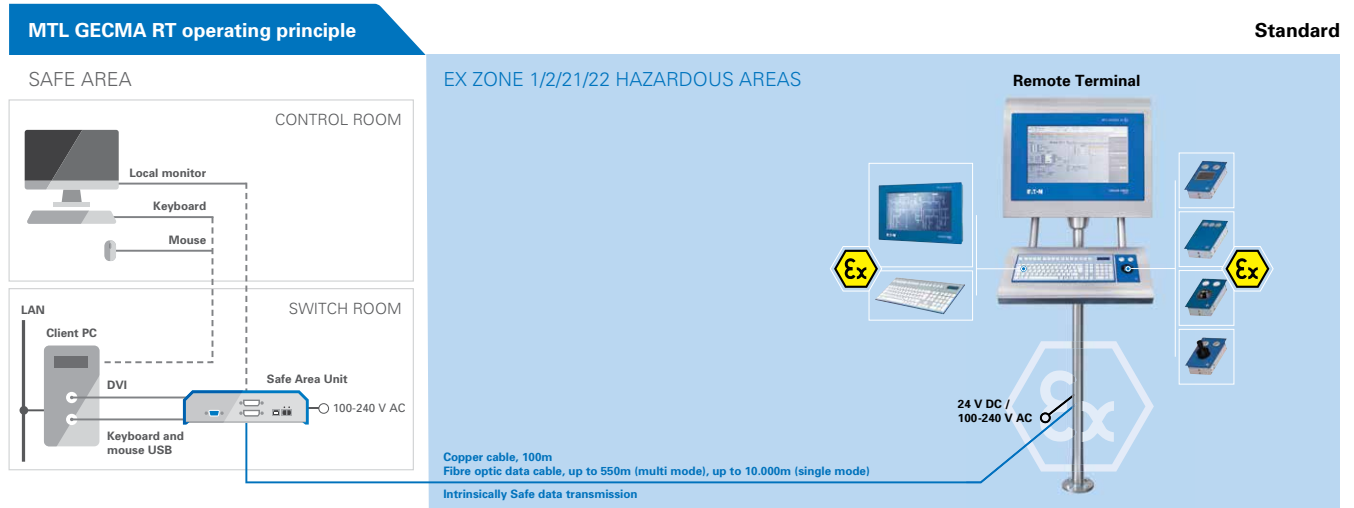 MTL GECMA RT operating principle
Standard
SAFE AREA
EX ZONE 1/2/21/22 HAZARDOUS AREAS
Remote Terminal
CONTROL ROOM
Local monitor
Keyboard
Mouse
SWITCH ROOM
LAN
Client PC
DVI
Safe Area Unit
100-240 V AC
Keyboard and
mouse USB
Ex
Ex
Ex
E·T·N
24 V DC /
100-240 V AC
Copper cable, 100m
Fibre optic data cable, up to 550m (multi mode), up to 10.000m (single mode)
Intrinsically Safe data transmission